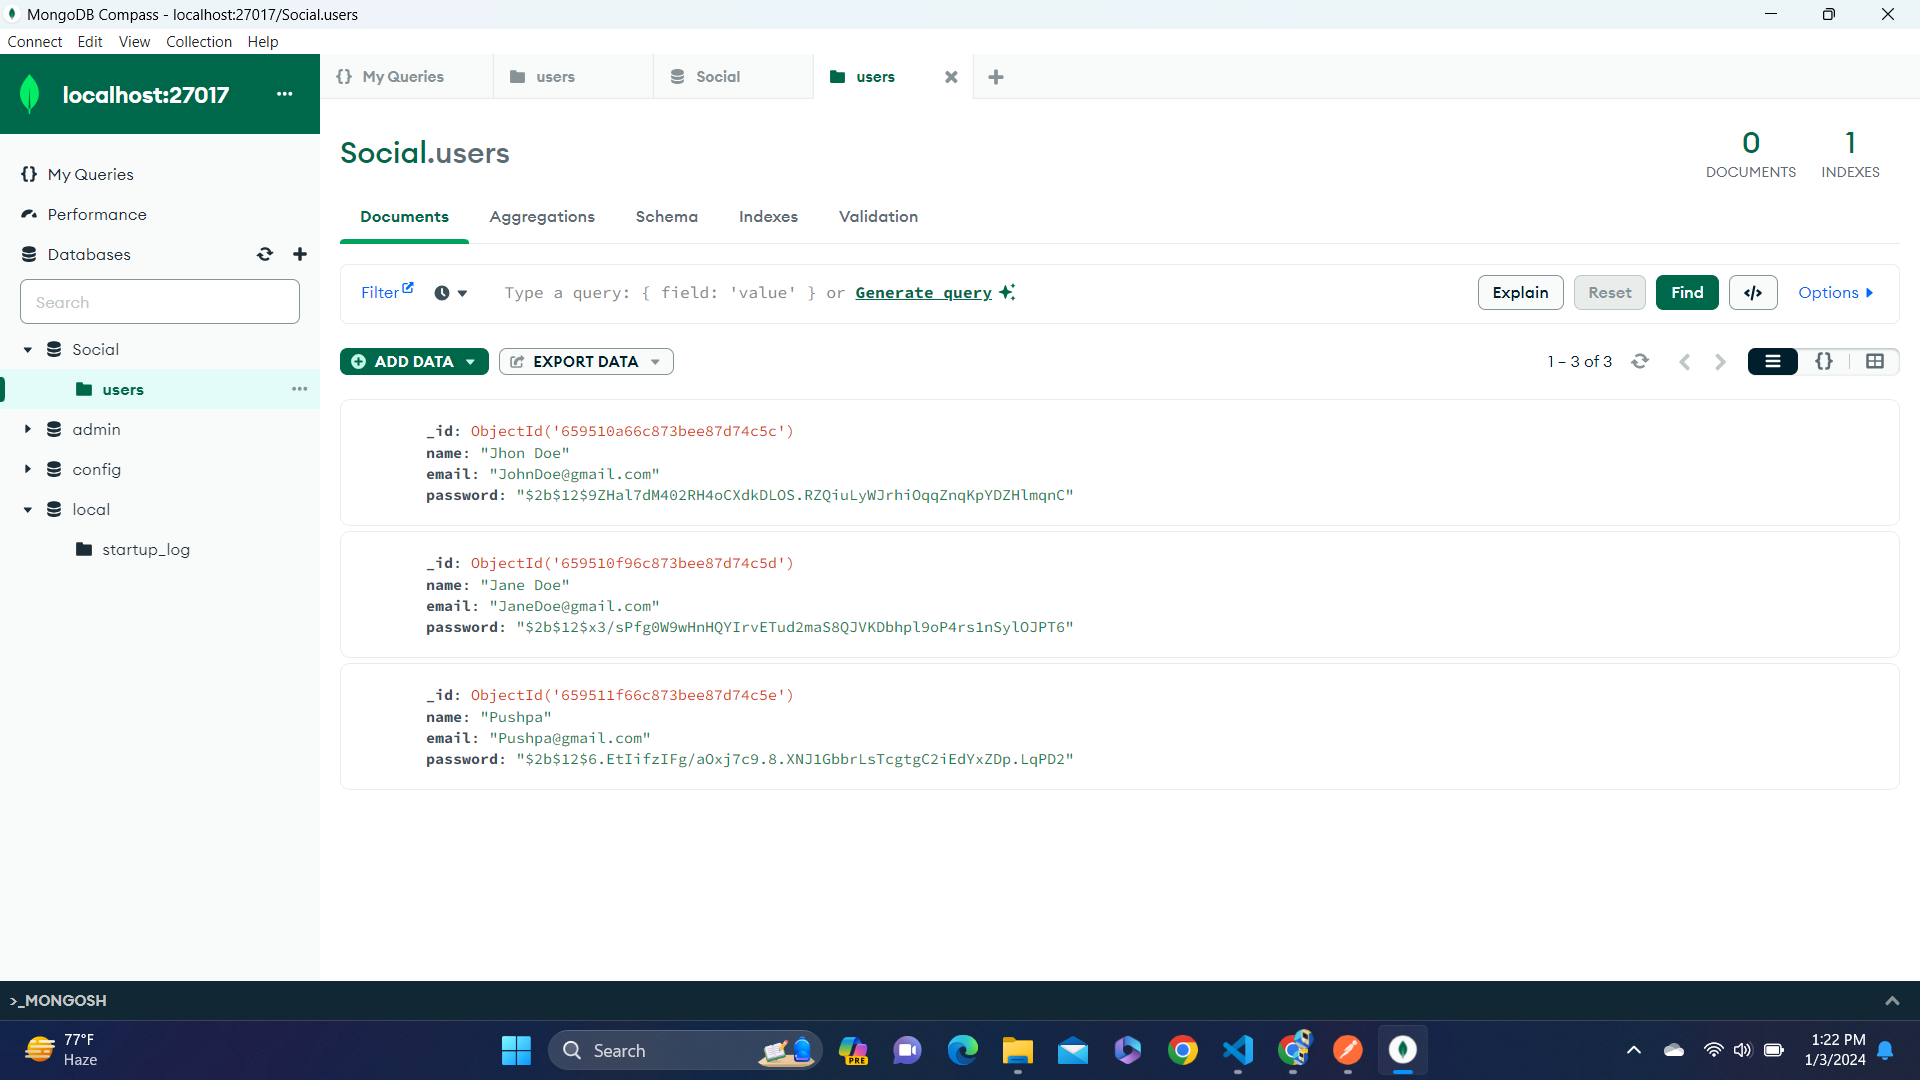 MongoDB Compass - localhost:27017/Social.users
Connect Edit View Collection Help
localhost:27017 ...
My Queries
users
Social
users
{} My Queries
Performance
Databases
Search
Social
users
admin
config
local
startup_log
Social.users
0
DOCUMENTS
1
INDEXES
Documents Aggregations Schema Indexes Validation
Filter Type a query: { field: 'value' } or Generate query Explain Reset Find </> Options
ADD DATA EXPORT DATA 1 – 3 of 3 {}
_id: ObjectId('659510a66c873bee87d74c5c')
name: "Jhon Doe"
email: "JohnDoe@gmail.com"
password: "$2b$12$9ZHal7dM402RH4oCXdkDLOS.RZQiuLyWJrhiOqqZnqKpYDZHlmqnC"
_id: ObjectId('659510f96c873bee87d74c5d')
name: "Jane Doe"
email: "JaneDoe@gmail.com"
password: "$2b$12$x3/sPfg0W9wHnHQYIrvETud2maS8QJVKDbhpl9oP4rs1nSylOJPT6"
_id: ObjectId('659511f66c873bee87d74c5e')
name: "Pushpa"
email: "Pushpa@gmail.com"
password: "$2b$12$6.EtIifzIFg/aOxj7c9.8.XNJ1GbbrLsTcgtgC2iEdYxZDp.LqPD2"
>_MONGOSH
77°F
Haze
Search
PRE
1:22 PM
1/3/2024